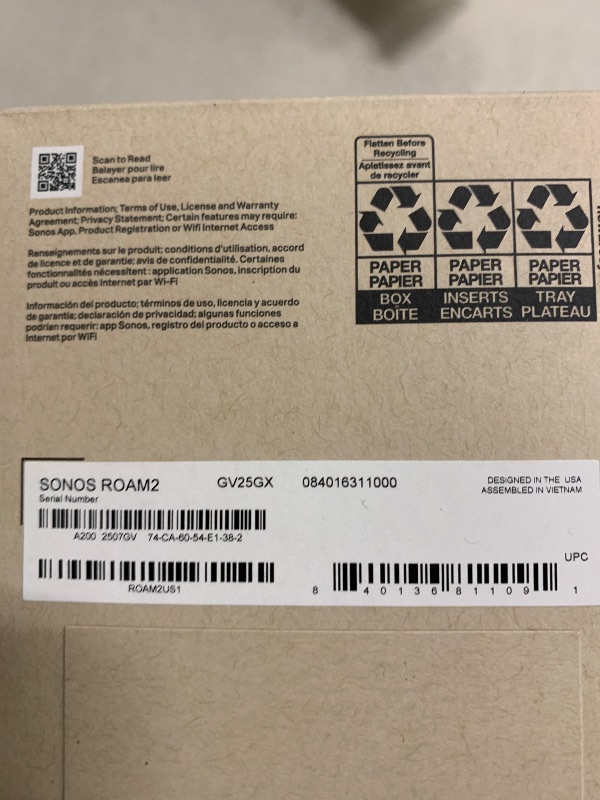 Scan to Read
Balayer pour lire
Escanea para leer
Product Information; Terms of Use, License and Warranty
Agreement; Privacy Statement; Certain features may require:
Sonos App, Product Registration or Wifi Internet Access
Renseignements sur le produit; conditions d'utilisation, accord
de licence et de garantie; avis de confidentialité. Certaines
fonctionnalités nécessitent : application Sonos, inscription du
produit ou accès Internet par Wi-Fi
Información del producto; términos de uso, licencia y acuerdo
de garantía; declaración de privacidad; algunas funciones
podrían requerir: app Sonos, registro del producto o acceso a
Internet por WiFi
Flatten Before
Recycling
Aplatissez avant
de recycler
PAPER PAPER PAPER
PAPIER PAPIER PAPIER
BOX INSERTS TRAY
BOÎTE ENCARTS PLATEAU
SONOS ROAM2 GV25GX 084016311000
Serial Number
DESIGNED IN THE USA
ASSEMBLED IN VIETNAM
A200 2507GV 74-CA-60-54-E1-38-2
UPC
ROAM2US1
8 40136 81109 1